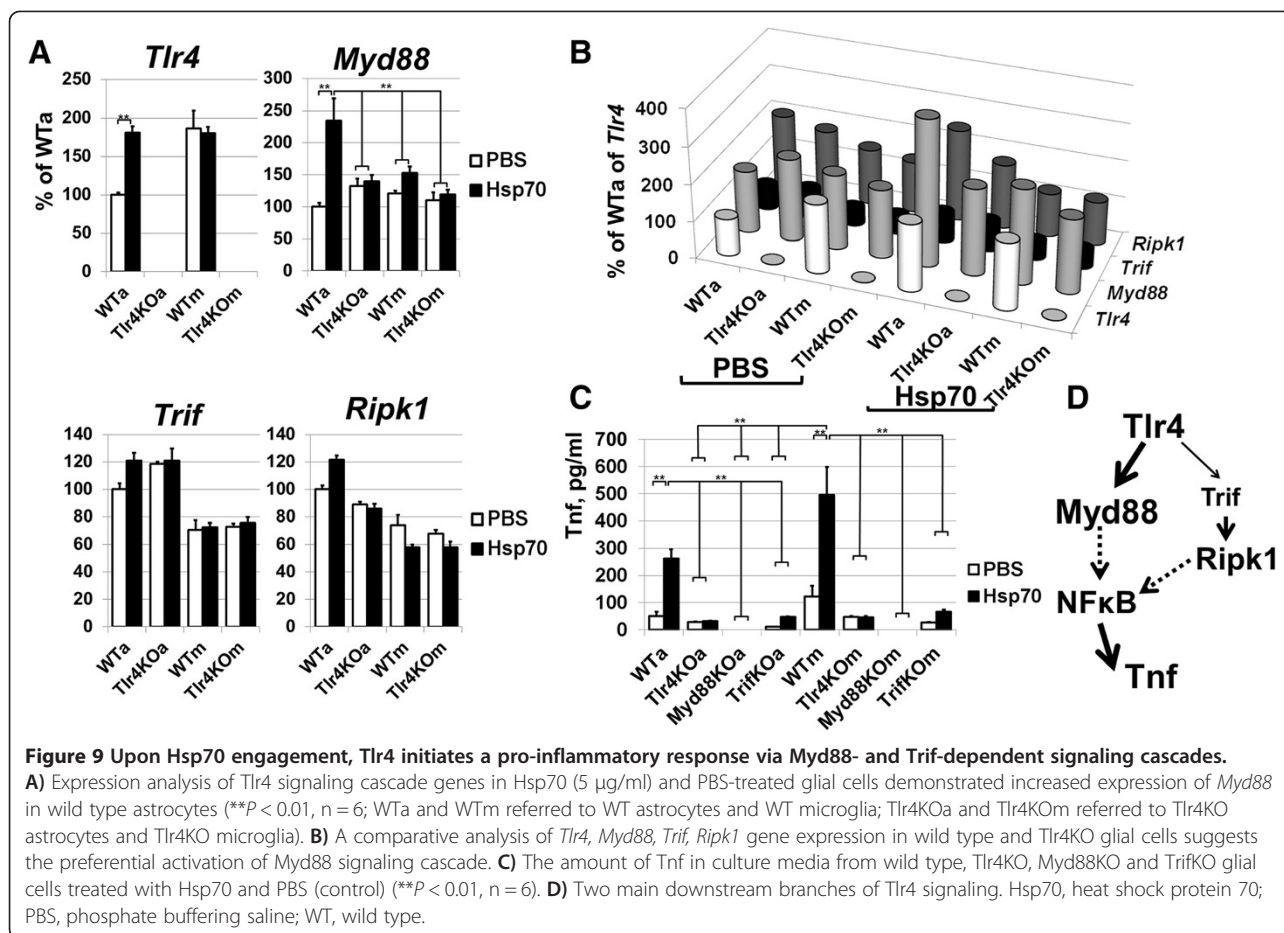 A
Tlr4
Myd88
% of WTa
250
200
150
100
50
0
**
WTa
Tlr4KOa
WTm
Tlr4KOm
300
250
200
150
100
50
0
**
**
WTa
Tlr4KOa
WTm
Tlr4KOm
PBS
Hsp70
Trif
Ripk1
140
120
100
80
60
40
20
0
WTa
Tlr4KOa
WTm
Tlr4KOm
140
120
100
80
60
40
20
0
WTa
Tlr4KOa
WTm
Tlr4KOm
PBS
Hsp70
B
% of WTa of Tlr4
400
300
200
100
0
WTa
Tlr4KOa
WTm
Tlr4KOm
WTa
Tlr4KOa
WTm
Tlr4KOm
PBS
Hsp70
Ripk1
Trif
Myd88
Tlr4
C
Tnf, pg/ml
700
600
500
400
300
200
100
0
**
**
**
**
**
WTa
Tlr4KOa
Myd88KOa
TrifKOa
WTm
Tlr4KOm
Myd88KOm
TrifKOm
PBS
Hsp70
D
Tlr4
Trif
Myd88
Ripk1
NFκB
Tnf
Figure 9 Upon Hsp70 engagement, Tlr4 initiates a pro-inflammatory response via Myd88- and Trif-dependent signaling cascades.
A) Expression analysis of Tlr4 signaling cascade genes in Hsp70 (5 µg/ml) and PBS-treated glial cells demonstrated increased expression of Myd88
in wild type astrocytes (**P < 0.01, n = 6; WTa and WTm referred to WT astrocytes and WT microglia; Tlr4KOa and Tlr4KOm referred to Tlr4KO
astrocytes and Tlr4KO microglia). B) A comparative analysis of Tlr4, Myd88, Trif, Ripk1 gene expression in wild type and Tlr4KO glial cells suggests
the preferential activation of Myd88 signaling cascade. C) The amount of Tnf in culture media from wild type, Tlr4KO, Myd88KO and TrifKO glial
cells treated with Hsp70 and PBS (control) (**P < 0.01, n = 6). D) Two main downstream branches of Tlr4 signaling. Hsp70, heat shock protein 70;
PBS, phosphate buffering saline; WT, wild type.